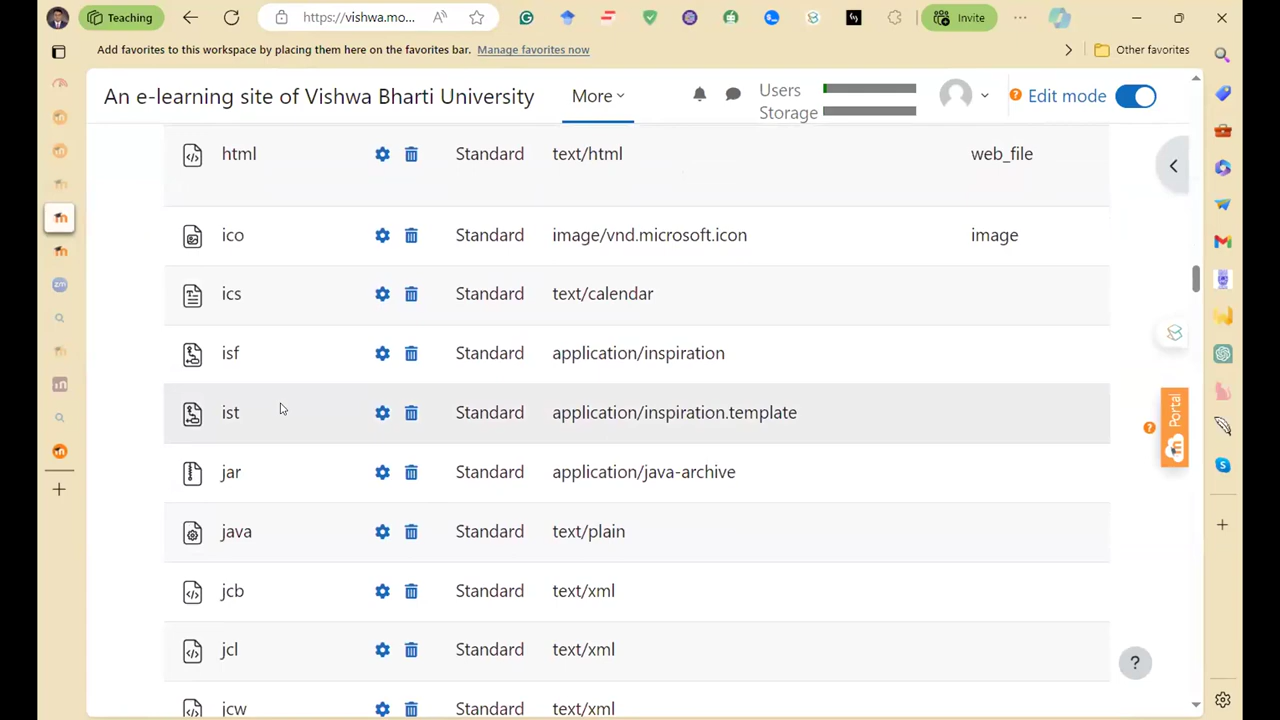 Teaching
https://vishwa.mo...
Invite
Add favorites to this workspace by placing them here on the favorites bar. Manage favorites now
Other favorites
An e-learning site of Vishwa Bharti University
More
Users
Storage
Edit mode
html Standard text/html web_file
ico Standard image/vnd.microsoft.icon image
ics Standard text/calendar
isf Standard application/inspiration
ist Standard application/inspiration.template
jar Standard application/java-archive
java Standard text/plain
jcb Standard text/xml
jcl Standard text/xml
jcw Standard text/xml
Portal
?